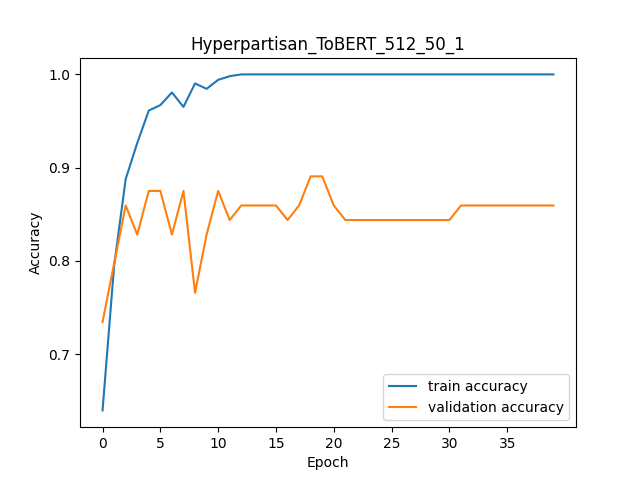 Hyperpartisan_ToBERT_512_50_1
1.0
0.9
0.8
0.7
Accuracy
train accuracy
validation accuracy
0 5 10 15 20 25 30 35
Epoch